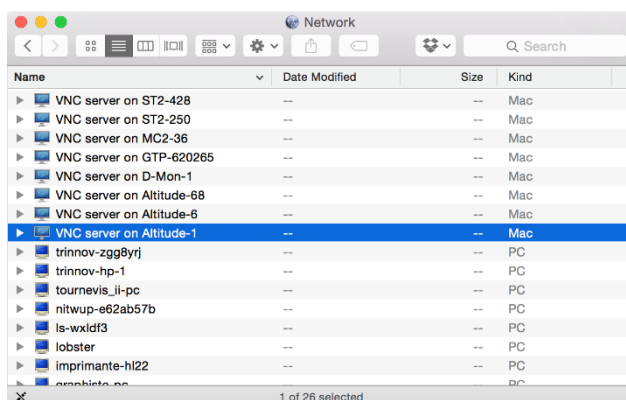 Network
Search
Name Date Modified Size Kind
VNC server on ST2-428 -- -- Mac
VNC server on ST2-250 -- -- Mac
VNC server on MC2-36 -- -- Mac
VNC server on GTP-620265 -- -- Mac
VNC server on D-Mon-1 -- -- Mac
VNC server on Altitude-68 -- -- Mac
VNC server on Altitude-6 -- -- Mac
VNC server on Altitude-1 -- -- Mac
trinnov-zgg8yrj -- -- PC
trinnov-hp-1 -- -- PC
tournevis_ii-pc -- -- PC
nitwup-e62ab57b -- -- PC
ls-wxldf3 -- -- PC
lobster -- -- PC
imprimante-hl22 -- -- PC
graphiste-pc -- -- PC
1 of 26 selected